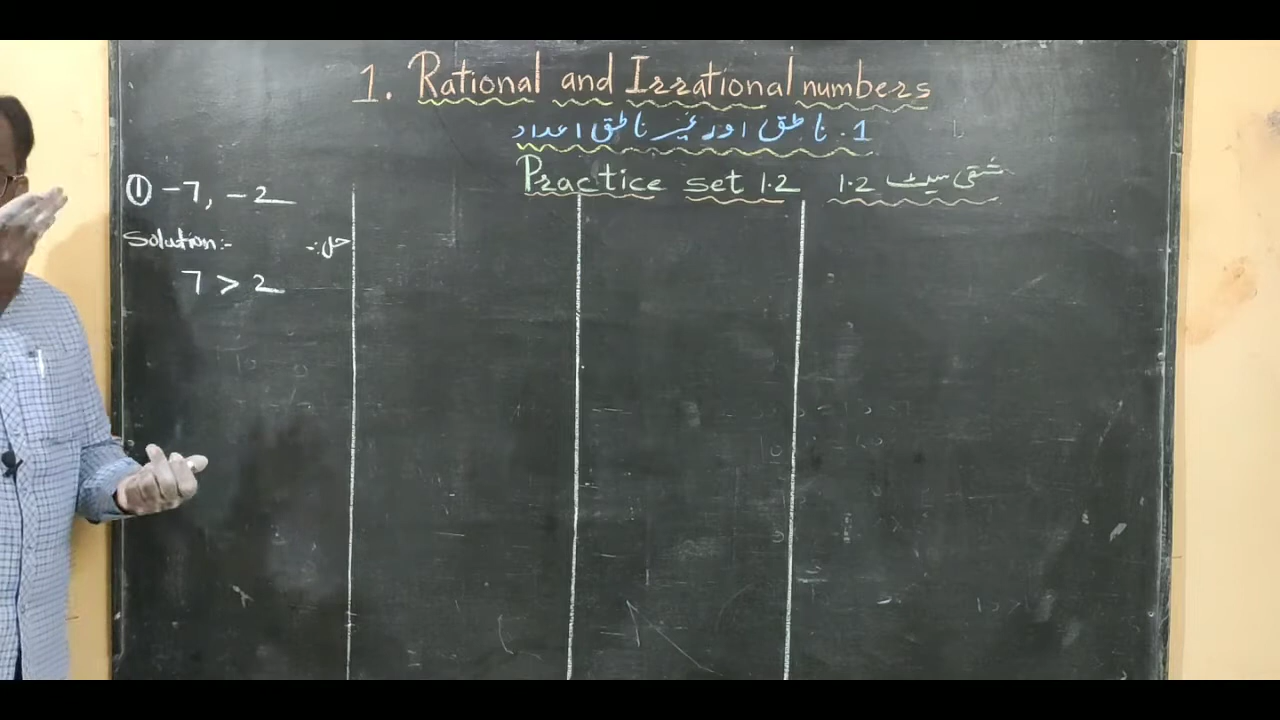 1. Rational and Irrational numbers
1. ناطق اور غیر ناطق اعداد
Practice set 1.2 مشقی سیٹ 1.2
① -7, -2
Solution:- حل:-
7 > 2